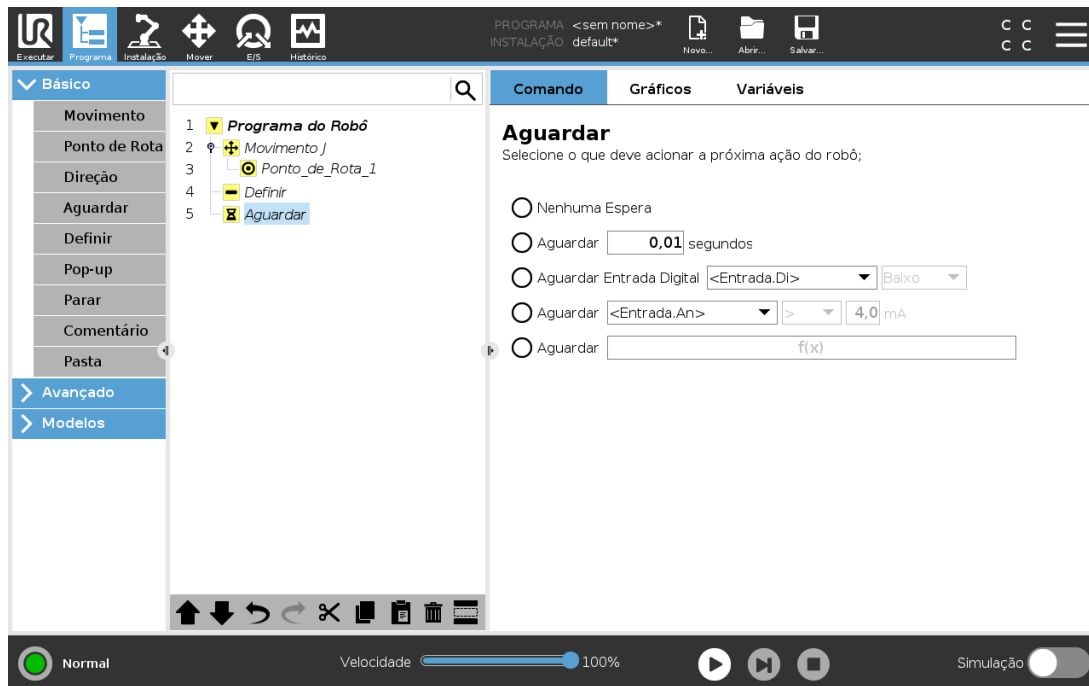 PROGRAMA <sem nome>*
INSTALAÇÃO default*
C C
C C
UR
Executar Programa Instalação Mover E/S Histórico Novo... Abrir... Salvar...
Básico
Movimento
Ponto de Rota
Direção
Aguardar
Definir
Pop-up
Parar
Comentário
Pasta
Avançado
Modelos
1 Programa do Robô
2 Movimento J
3 Ponto_de_Rota_1
4 Definir
5 Aguardar
Comando Gráficos Variáveis
Aguardar
Selecione o que deve acionar a próxima ação do robô;
Nenhuma Espera
Aguardar 0,01 segundos
Aguardar Entrada Digital <Entrada.Di> Baixo
Aguardar <Entrada.An> > 4,0 mA
Aguardar f(x)
Normal Velocidade 100% Simulação